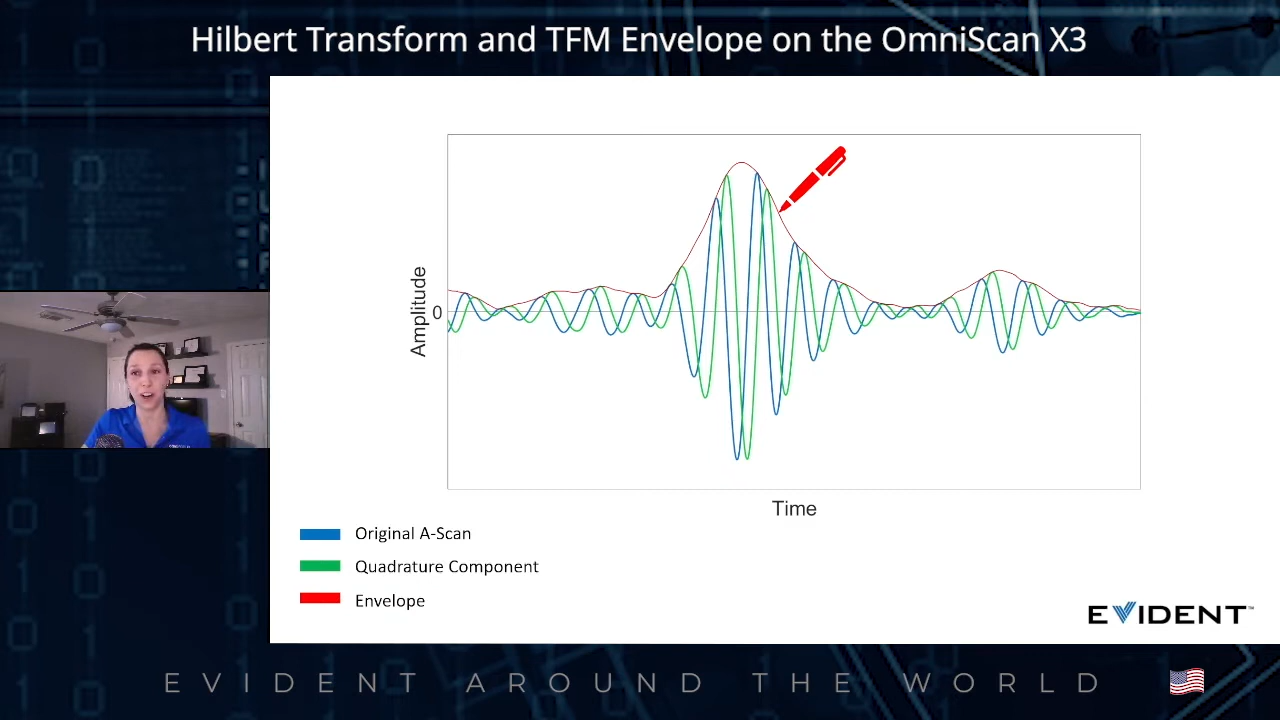 Hilbert Transform and TFM Envelope on the OmniScan X3
Amplitude
0
Time
Original A-Scan
Quadrature Component
Envelope
EVIDENT™
EVIDENT AROUND THE WORLD